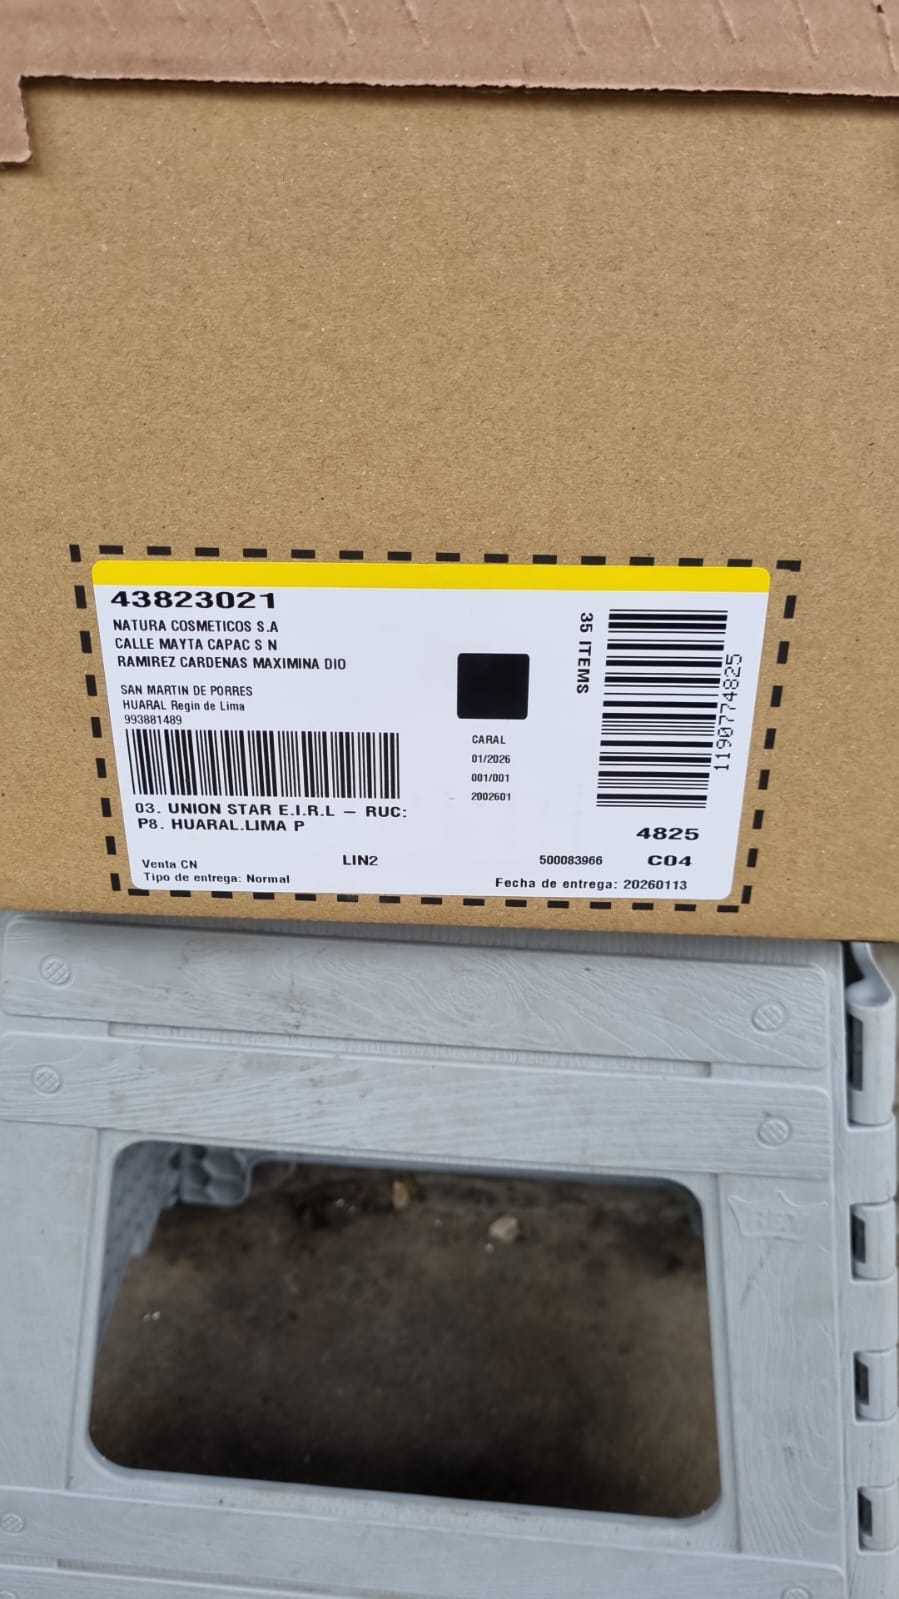 43823021
NATURA COSMETICOS S.A
CALLE MAYTA CAPAC S N
RAMIREZ CARDENAS MAXIMINA DIO
SAN MARTIN DE PORRES
HUARAL Regin de Lima
993881489
CARAL
01/2026
001/001
2002601
35 ITEMS
1190774825
03. UNION STAR E.I.R.L — RUC:
P8. HUARAL.LIMA P
4825
Venta CN
LIN2
500083966
C04
Tipo de entrega: Normal
Fecha de entrega: 20260113